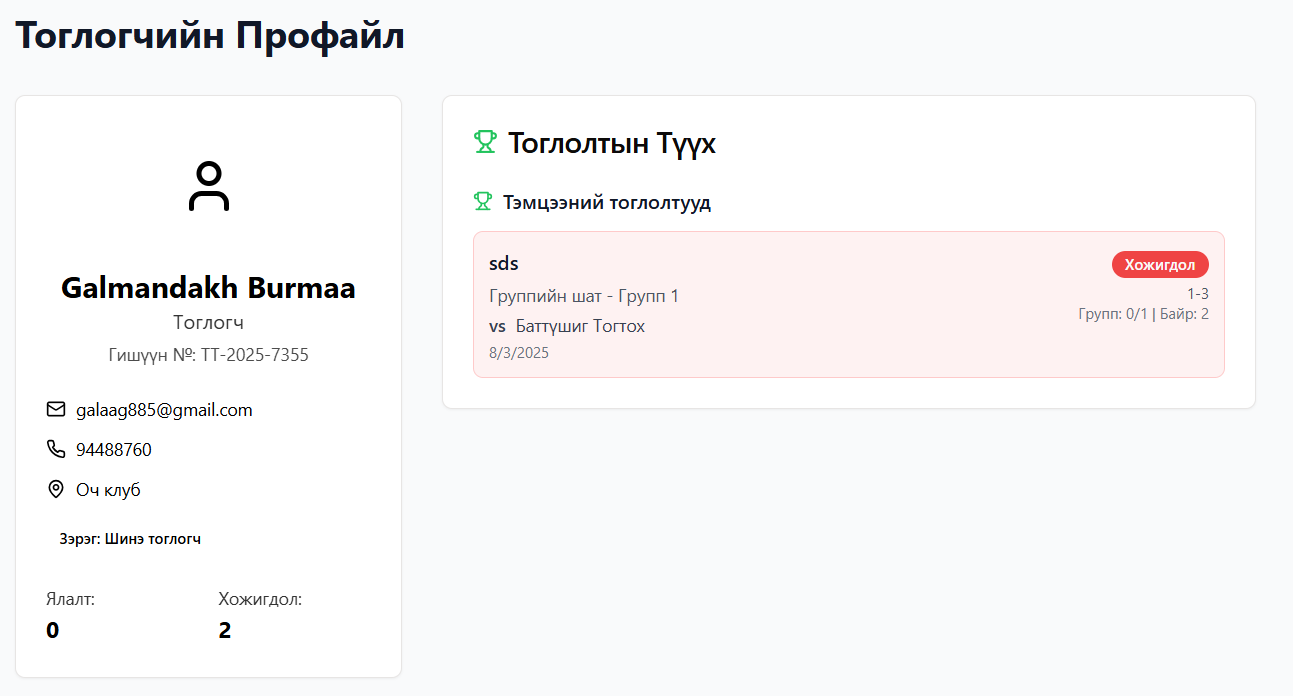 Тоглогчийн Профайл
Galmandakh Burmaa
Тоглогч
Гишүүн №: TT-2025-7355
galaag885@gmail.com
94488760
Оч клуб
Зэрэг: Шинэ тоглогч
Ялалт:
0
Хожигдол:
2
Тоглолтын Түүх
Тэмцээний тоглолтууд
sds
Хожигдол
Группийн шат - Групп 1
1-3
Групп: 0/1 | Байр: 2
vs Баттүшиг Тогтох
8/3/2025